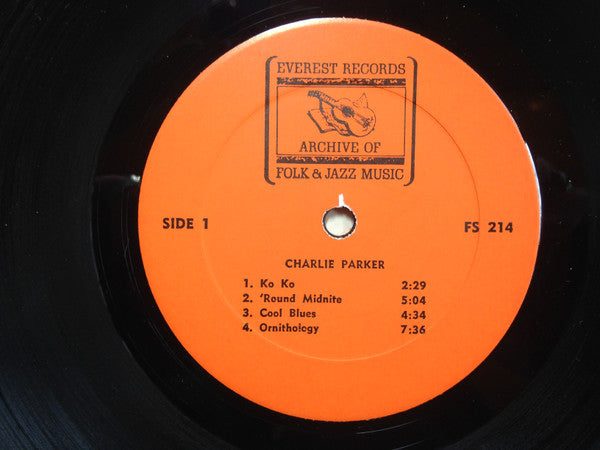 EVEREST RECORDS
ARCHIVE OF
FOLK & JAZZ MUSIC
SIDE 1
FS 214
CHARLIE PARKER
1. Ko Ko 2:29
2. 'Round Midnite 5:04
3. Cool Blues 4:34
4. Ornithology 7:36